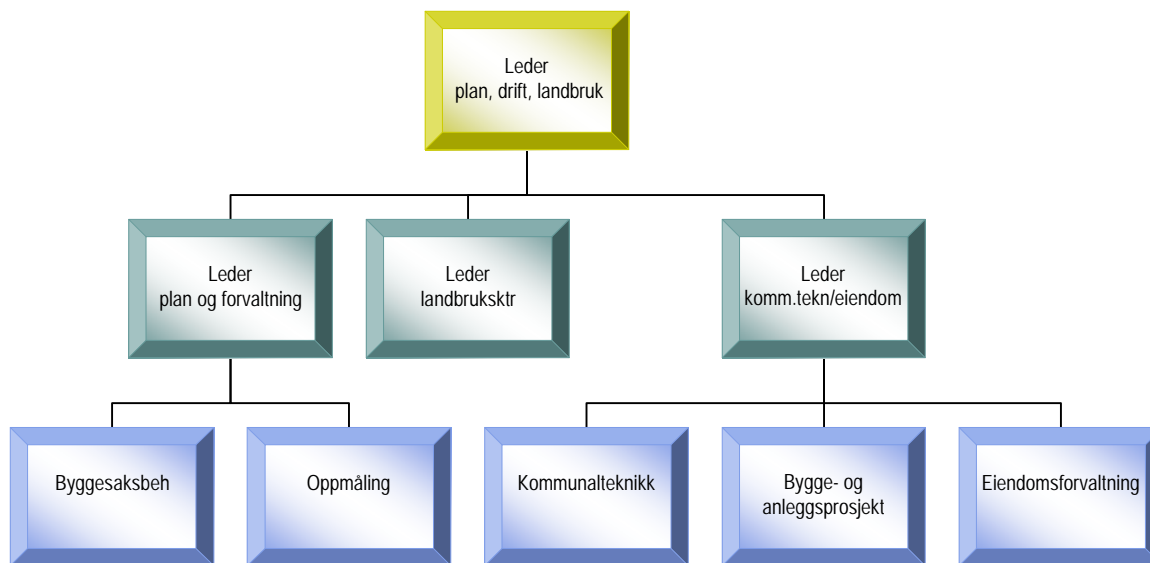 Leder
plan, drift, landbruk
Leder
plan og forvaltning
Leder
landbruksktr
Leder
komm.tekn/eiendom
Byggesaksbeh
Oppmåling
Kommunalteknikk
Bygge- og
anleggsprosjekt
Eiendomsforvaltning